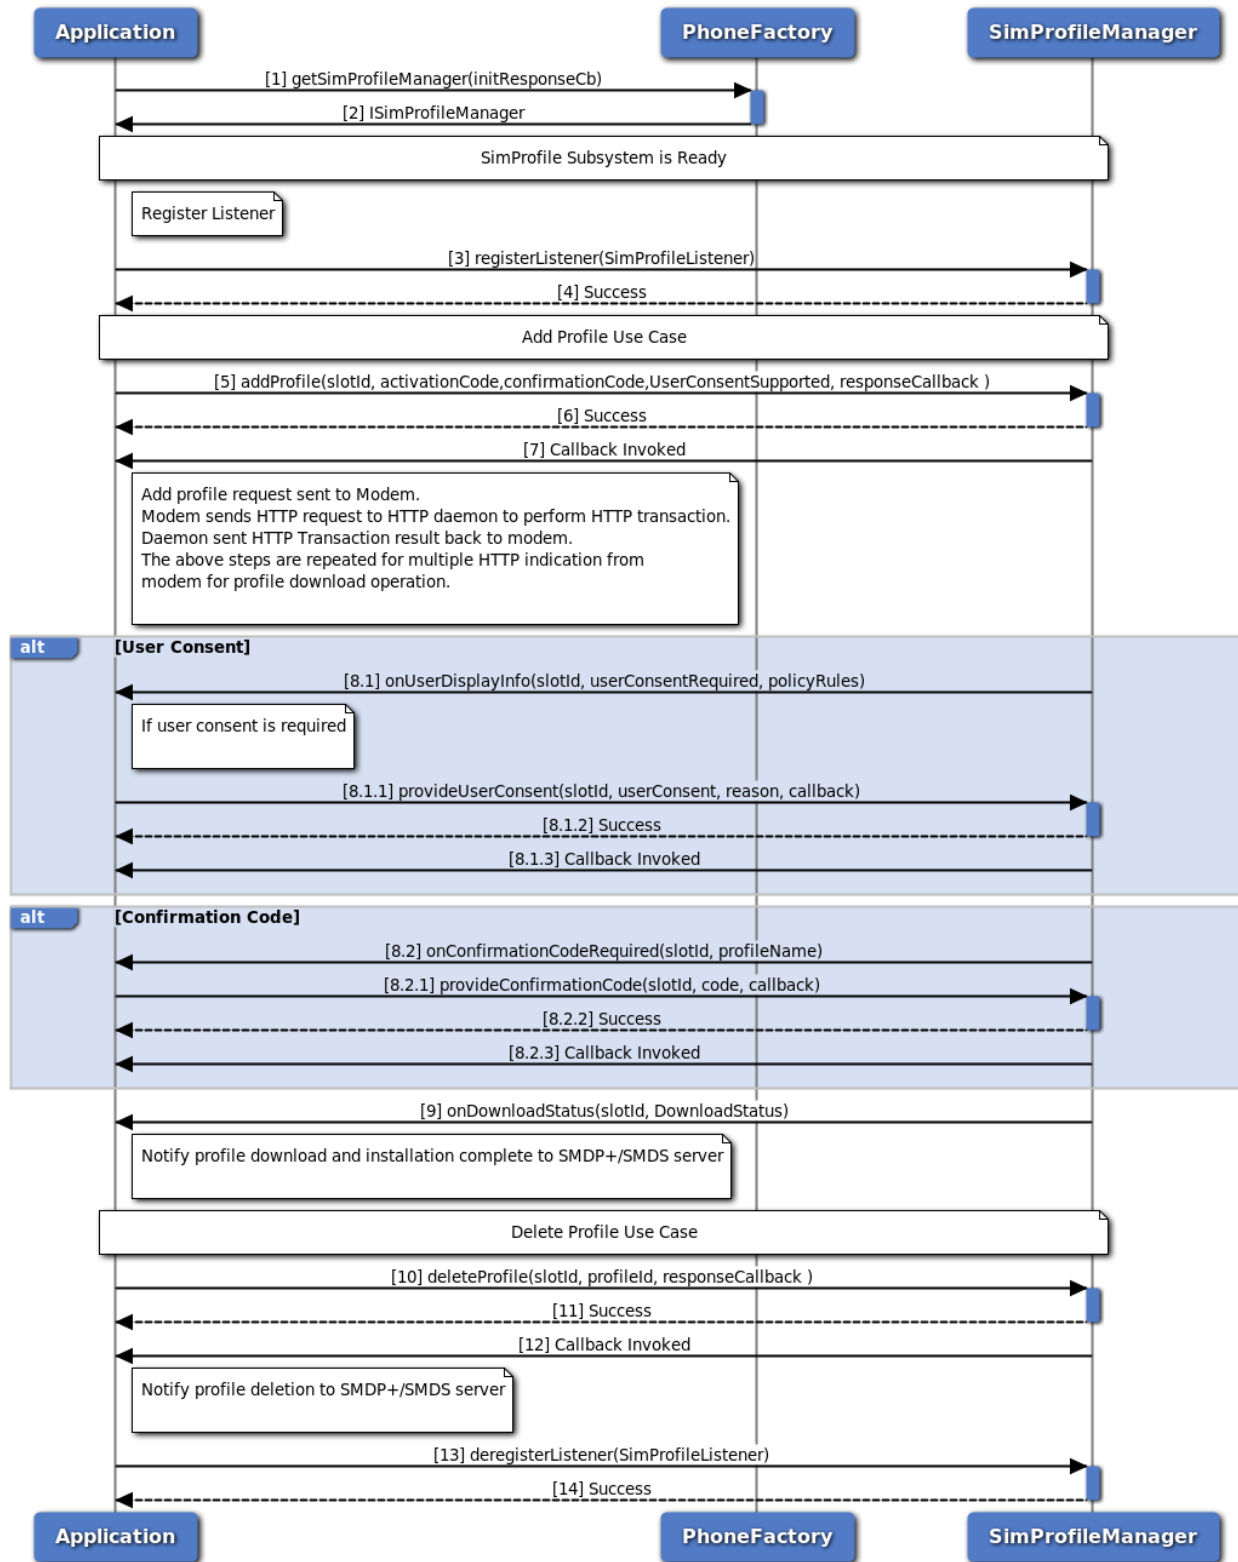 Application PhoneFactory SimProfileManager
[1] getSimProfileManager(initResponseCb)
[2] ISimProfileManager
SimProfile Subsystem is Ready
Register Listener
[3] registerListener(SimProfileListener)
[4] Success
Add Profile Use Case
[5] addProfile(slotId, activationCode,confirmationCode,UserConsentSupported, responseCallback )
[6] Success
[7] Callback Invoked
Add profile request sent to Modem.
Modem sends HTTP request to HTTP daemon to perform HTTP transaction.
Daemon sent HTTP Transaction result back to modem.
The above steps are repeated for multiple HTTP indication from
modem for profile download operation.
alt [User Consent]
[8.1] onUserDisplayInfo(slotId, userConsentRequired, policyRules)
If user consent is required
[8.1.1] provideUserConsent(slotId, userConsent, reason, callback)
[8.1.2] Success
[8.1.3] Callback Invoked
alt [Confirmation Code]
[8.2] onConfirmationCodeRequired(slotId, profileName)
[8.2.1] provideConfirmationCode(slotId, code, callback)
[8.2.2] Success
[8.2.3] Callback Invoked
[9] onDownloadStatus(slotId, DownloadStatus)
Notify profile download and installation complete to SMDP+/SMDS server
Delete Profile Use Case
[10] deleteProfile(slotId, profileId, responseCallback )
[11] Success
[12] Callback Invoked
Notify profile deletion to SMDP+/SMDS server
[13] deregisterListener(SimProfileListener)
[14] Success
Application PhoneFactory SimProfileManager